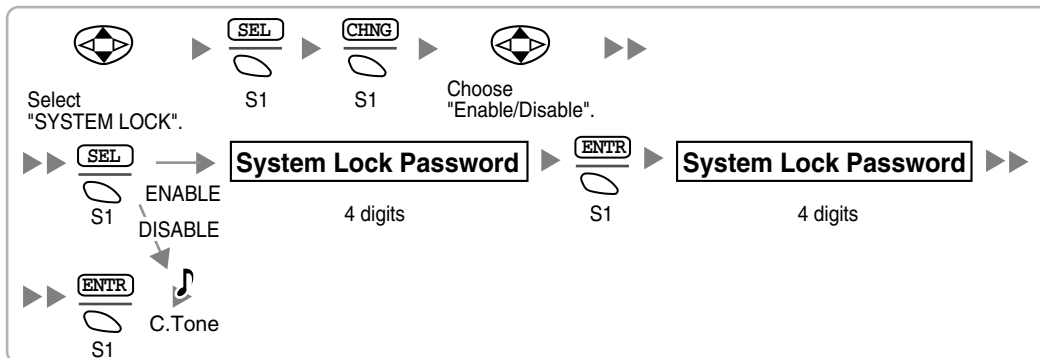 SEL
CHNG
S1
S1
Select
"SYSTEM LOCK".
Choose
"Enable/Disable".
SEL
System Lock Password
ENTR
System Lock Password
ENABLE
S1
4 digits
S1
4 digits
DISABLE
ENTR
C.Tone
S1